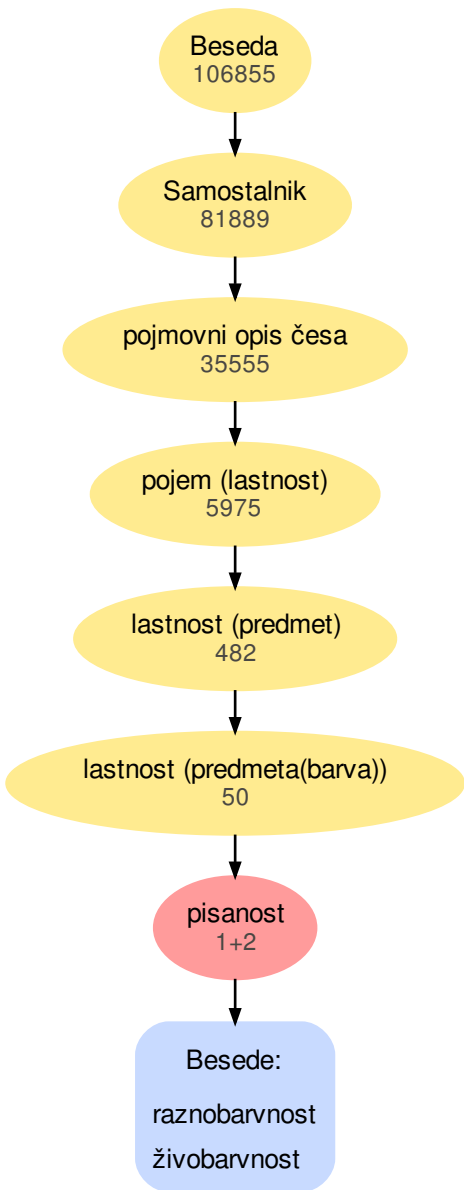 Beseda
106855
Samostalnik
81889
pojmovni opis česa
35555
pojem (lastnost)
5975
lastnost (predmet)
482
lastnost (predmeta(barva))
50
pisanost
1+2
Besede:
raznobarvnost
živobarvnost